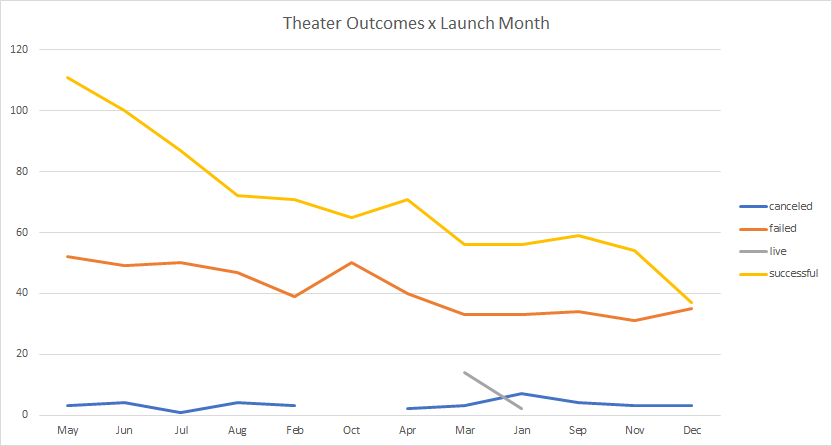 Theater Outcomes x Launch Month
120
100
80
60
40
20
0
May Jun Jul Aug Feb Oct Apr Mar Jan Sep Nov Dec
canceled
failed
live
successful